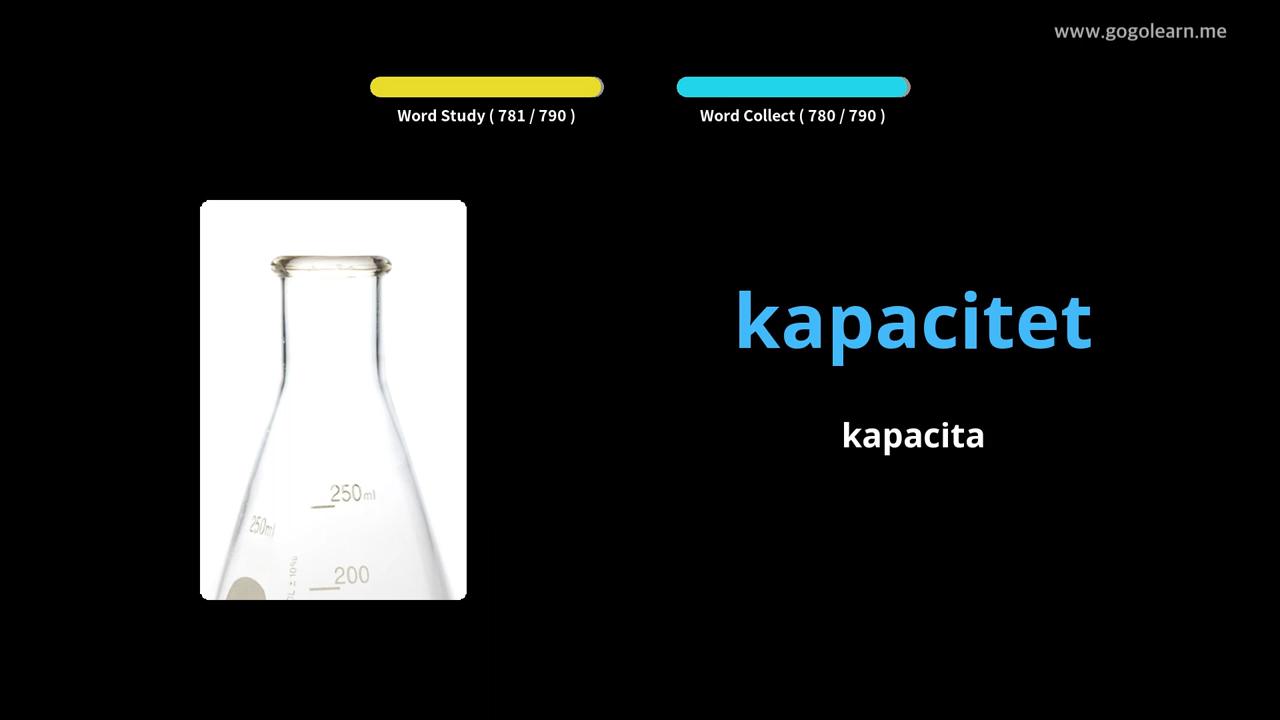 www.gogolearn.me
Word Study ( 781 / 790 )
Word Collect ( 780 / 790 )
kapacitet
kapacita
250ml
250ml
200